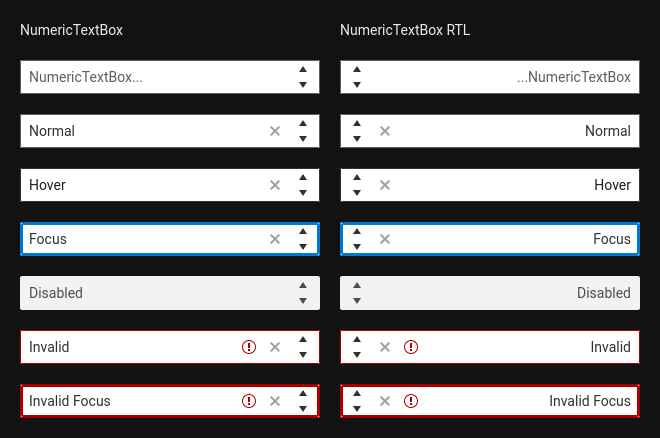 NumericTextBox
NumericTextBox...
Normal
Hover
Focus
Disabled
Invalid
Invalid Focus
NumericTextBox RTL
...NumericTextBox
Normal
Hover
Focus
Disabled
Invalid
Invalid Focus